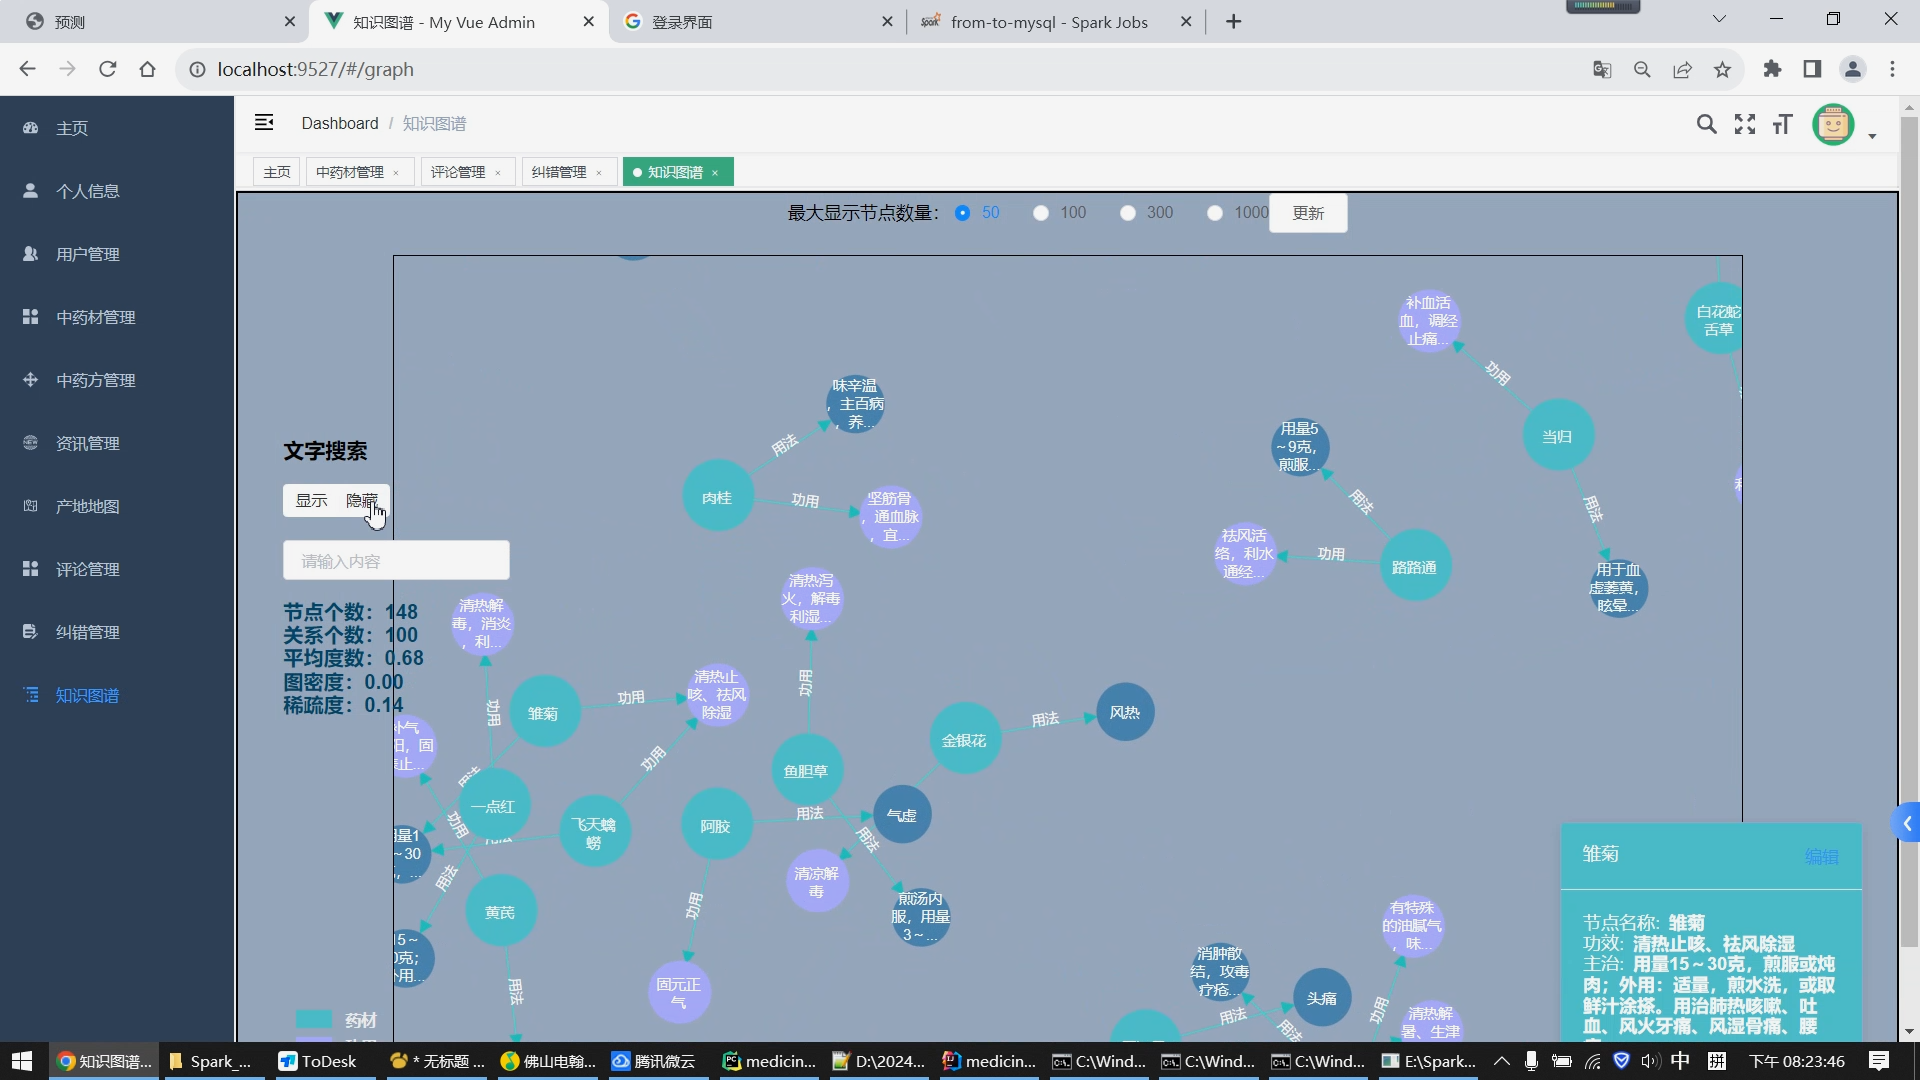 预测
知识图谱 - My Vue Admin
登录界面
from-to-mysql - Spark Jobs
localhost:9527/#/graph
主页
个人信息
用户管理
中药材管理
中药方管理
资讯管理
产地地图
评论管理
纠错管理
知识图谱
Dashboard / 知识图谱
主页
中药材管理
评论管理
纠错管理
知识图谱
最大显示节点数量：
50
100
300
1000
更新
文字搜索
显示
隐藏
请输入内容
节点个数：148
关系个数：100
平均度数：0.68
图密度：0.00
稀疏度：0.14
补血活
血，调经
止痛...
功用
当归
白花蛇
舌草
用法
用于血
虚萎黄，
眩晕...
味辛温
，主百病
，养...
用法
肉桂
功用
坚筋骨
，通血脉
，宜...
用量5
~9克，
煎服...
用法
祛风活
络，利水
通经...
功用
路路通
清热泻
火，解毒
利湿...
功用
鱼胆草
用法
煎汤内
服，用量
3～...
清热解
毒，消炎
，利...
功用
雏菊
功用
清热止
咳、祛风
除湿
用法
一点红
功用
飞天蠄
蟧
用法
功用
用法
黄芪
用法
阿胶
用法
气虚
功用
固元正
气
清凉解
毒
金银花
用法
风热
消肿散
结，攻毒
疗疮...
用法
头痛
用法
功用
有特殊
的油腻气
，味...
清热解
暑、生津
药材
雏菊
编辑
节点名称: 雏菊
功效: 清热止咳、祛风除湿
主治: 用量15～30克，煎服或炖
肉；外用：适量，煎水洗，或取
鲜汁涂搽。用治肺热咳嗽、吐
血、风火牙痛、风湿骨痛、腰
知识图谱...
Spark_...
ToDesk
* 无标题 ...
佛山电翰...
腾讯微云
medicin...
D:\2024...
medicin...
C:\Wind...
C:\Wind...
C:\Wind...
E:\Spark...
中
拼
下午 08:23:46